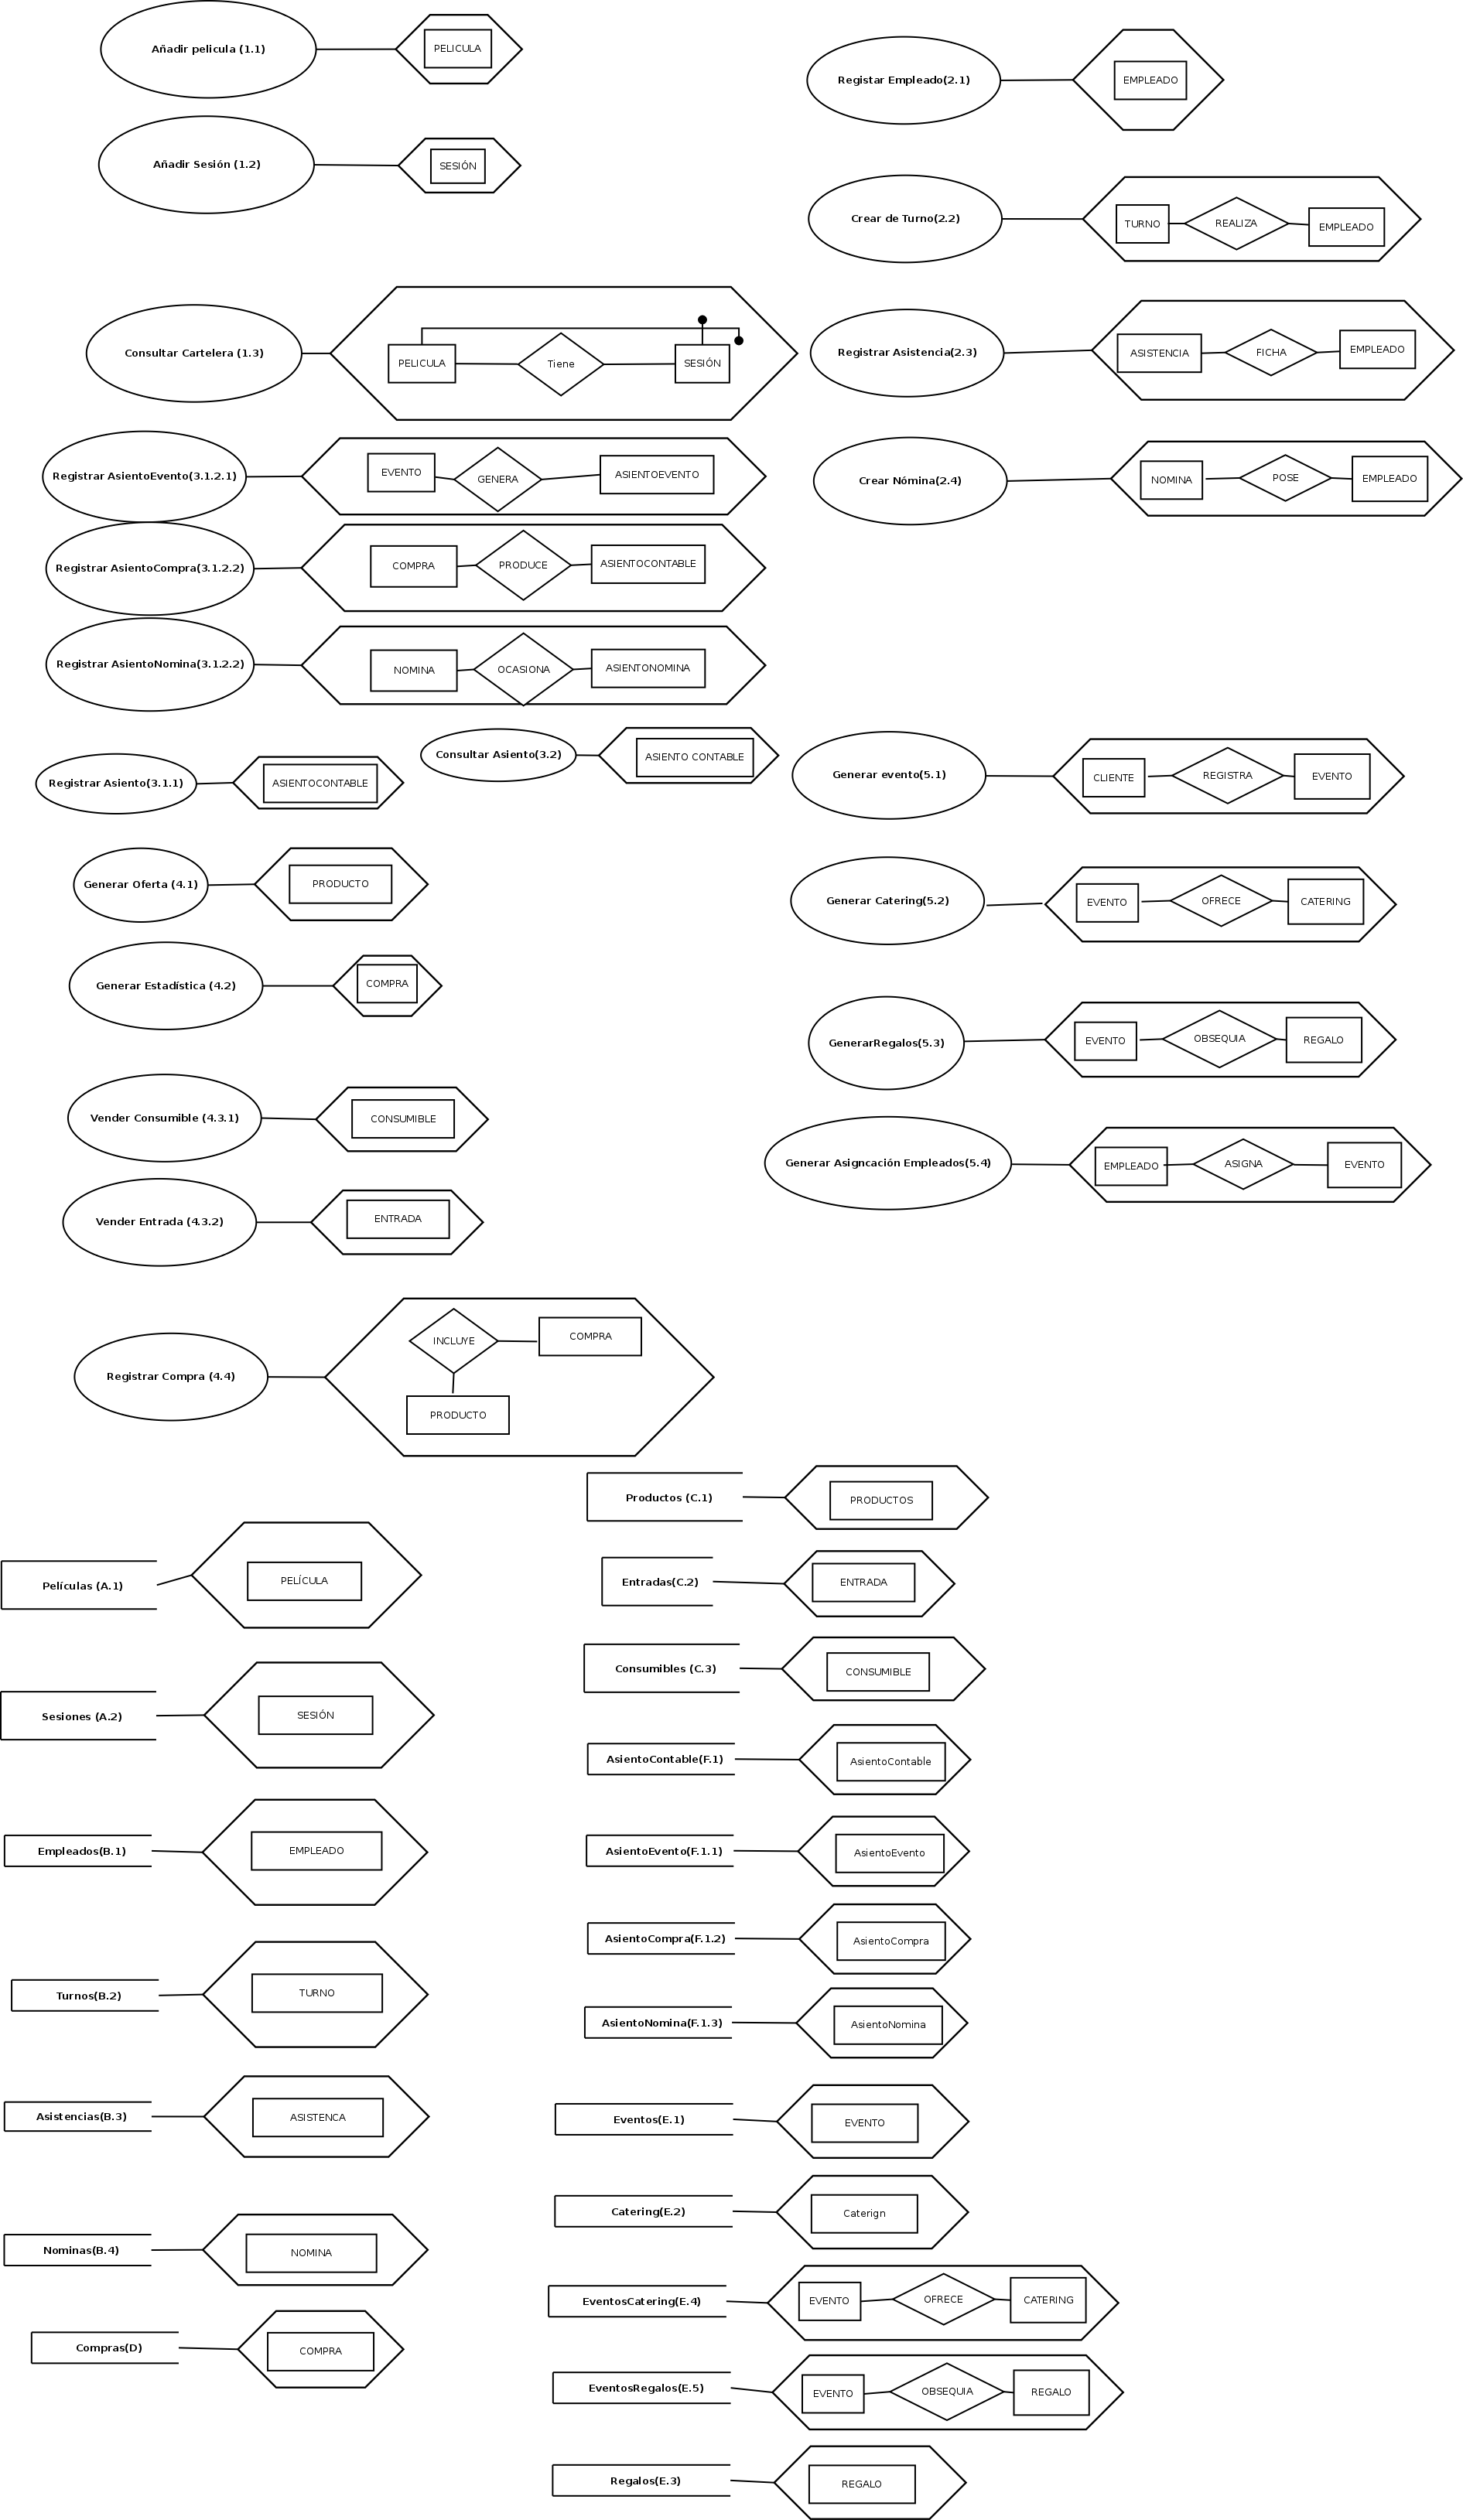 Añadir pelicula (1.1)
PELICULA
Añadir Sesión (1.2)
SESIÓN
Consultar Cartelera (1.3)
PELICULA
Tiene
SESIÓN
Registrar AsientoEvento(3.1.2.1)
EVENTO
GENERA
ASIENTOEVENTO
Registrar AsientoCompra(3.1.2.2)
COMPRA
PRODUCE
ASIENTOCONTABLE
Registrar AsientoNomina(3.1.2.2)
NOMINA
OCASIONA
ASIENTONOMINA
Registrar Asiento(3.1.1)
ASIENTOCONTABLE
Consultar Asiento(3.2)
ASIENTO CONTABLE
Generar Oferta (4.1)
PRODUCTO
Generar Estadística (4.2)
COMPRA
Vender Consumible (4.3.1)
CONSUMIBLE
Vender Entrada (4.3.2)
ENTRADA
Registrar Compra (4.4)
INCLUYE
COMPRA
PRODUCTO
Registar Empleado(2.1)
EMPLEADO
Crear de Turno(2.2)
TURNO
REALIZA
EMPLEADO
Registrar Asistencia(2.3)
ASISTENCIA
FICHA
EMPLEADO
Crear Nómina(2.4)
NOMINA
POSE
EMPLEADO
Generar evento(5.1)
CLIENTE
REGISTRA
EVENTO
Generar Catering(5.2)
EVENTO
OFRECE
CATERING
GenerarRegalos(5.3)
EVENTO
OBSEQUIA
REGALO
Generar Asigncación Empleados(5.4)
EMPLEADO
ASIGNA
EVENTO
Películas (A.1)
PELÍCULA
Sesiones (A.2)
SESIÓN
Empleados(B.1)
EMPLEADO
Turnos(B.2)
TURNO
Asistencias(B.3)
ASISTENCA
Nominas(B.4)
NOMINA
Compras(D)
COMPRA
Productos (C.1)
PRODUCTOS
Entradas(C.2)
ENTRADA
Consumibles (C.3)
CONSUMIBLE
AsientoContable(F.1)
AsientoContable
AsientoEvento(F.1.1)
AsientoEvento
AsientoCompra(F.1.2)
AsientoCompra
AsientoNomina(F.1.3)
AsientoNomina
Eventos(E.1)
EVENTO
Catering(E.2)
Caterign
EventosCatering(E.4)
EVENTO
OFRECE
CATERING
EventosRegalos(E.5)
EVENTO
OBSEQUIA
REGALO
Regalos(E.3)
REGALO